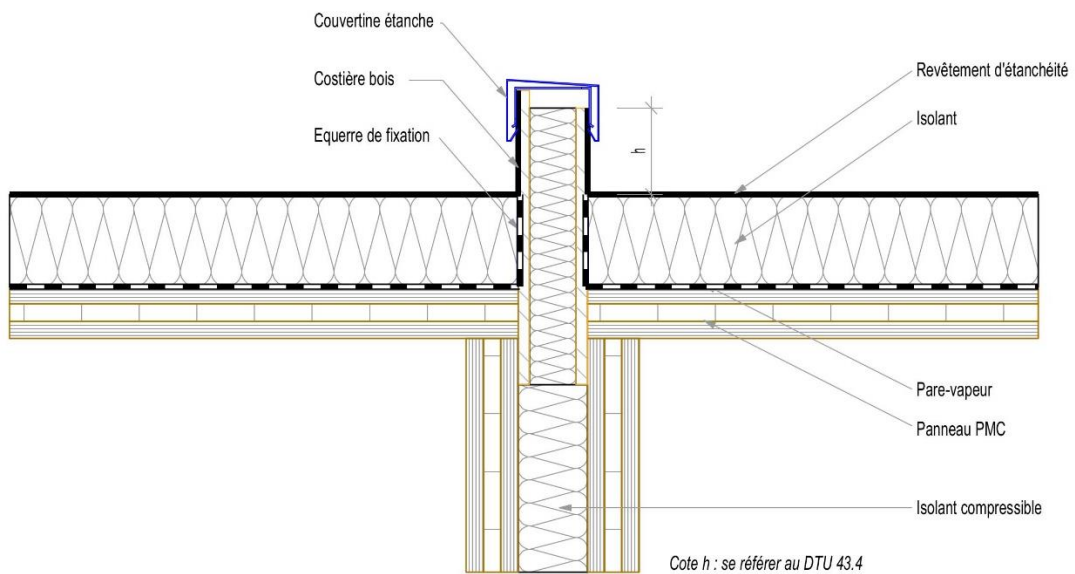 Couvertine étanche
Costière bois
Equerre de fixation
Revêtement d'étanchéité
Isolant
h
Pare-vapeur
Panneau PMC
Isolant compressible
Cote h : se référer au DTU 43.4